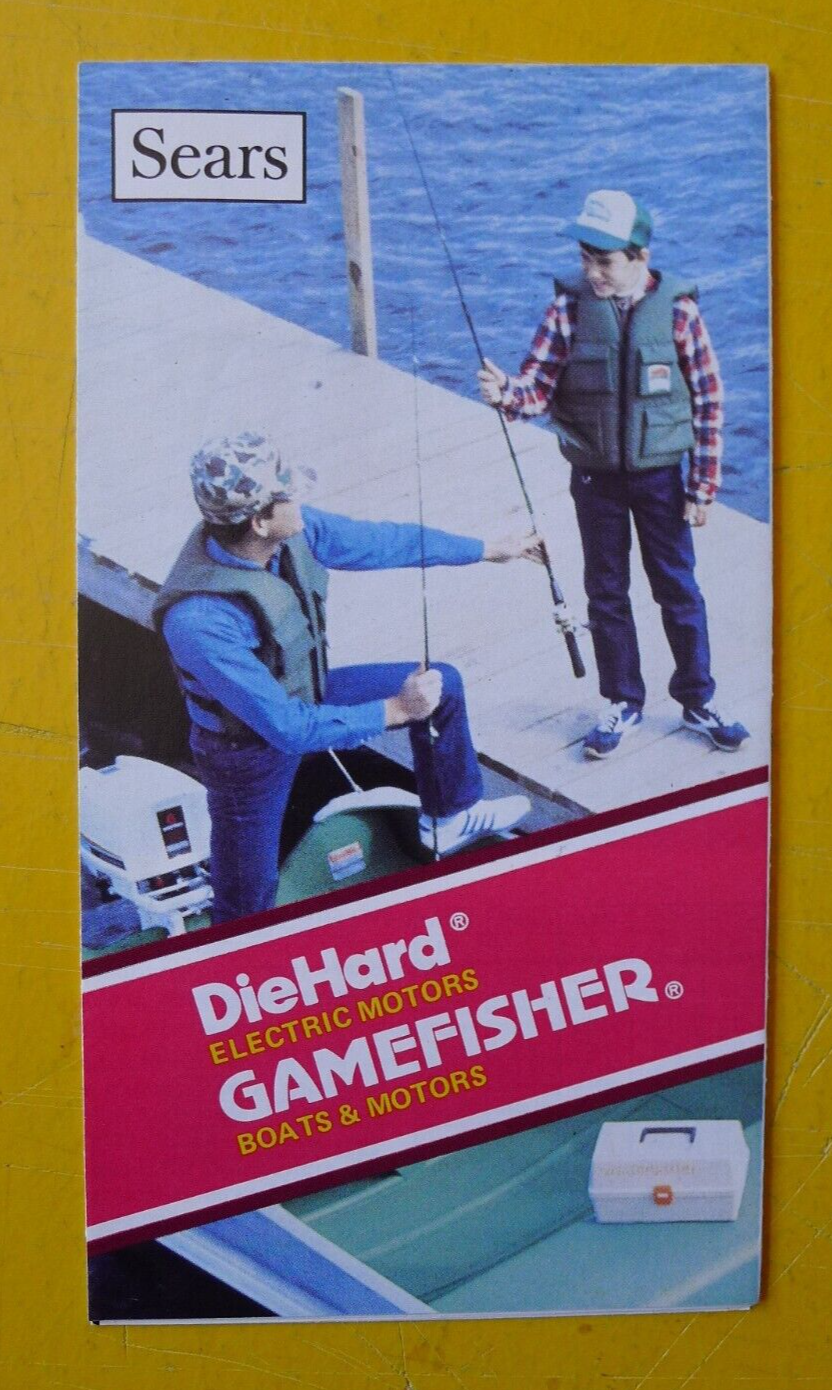 Sears
DieHard®
ELECTRIC MOTORS
GAMEFISHER®
BOATS & MOTORS